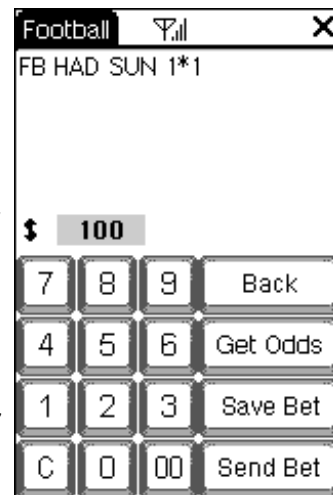 Football
FB HAD SUN 1*1
$ 100
7 8 9 Back
4 5 6 Get Odds
1 2 3 Save Bet
C 0 00 Send Bet